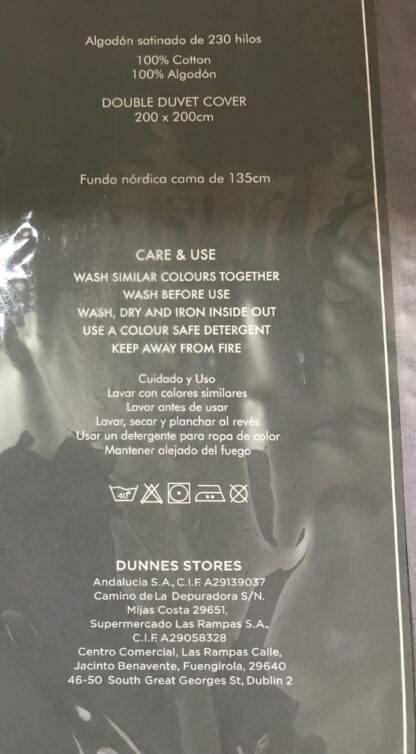 Algodón satinado de 230 hilos
100% Cotton
100% Algodón
DOUBLE DUVET COVER
200 x 200cm
Funda nórdica cama de 135cm
CARE & USE
WASH SIMILAR COLOURS TOGETHER
WASH BEFORE USE
WASH, DRY AND IRON INSIDE OUT
USE A COLOUR SAFE DETERGENT
KEEP AWAY FROM FIRE
Cuidado y Uso
Lavar con colores similares
Lavar antes de usar
Lavar, secar y planchar al revés
Usar un detergente para ropa de color
Mantener alejado del fuego
40°
DUNNES STORES
Andalucia S.A., C.I.F. A29139037
Camino de La Depuradora S/N.
Mijas Costa 29651,
Supermercado Las Rampas S.A.,
C.I.F. A29058328
Centro Comercial, Las Rampas Calle,
Jacinto Benavente, Fuengirola, 29640
46-50 South Great Georges St, Dublin 2